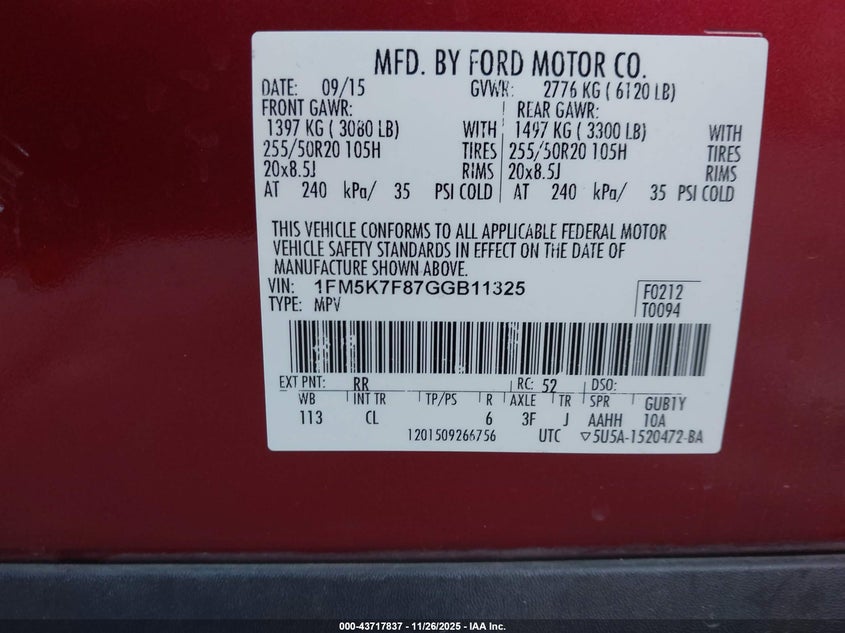 MFD. BY FORD MOTOR CO.
DATE: 09/15 GVWR: 2776 KG ( 6120 LB)
FRONT GAWR: REAR GAWR:
1397 KG ( 3080 LB) WITH 1497 KG ( 3300 LB) WITH
255/50R20 105H TIRES 255/50R20 105H TIRES
20x8.5J RIMS 20x8.5J RIMS
AT 240 kPa/ 35 PSI COLD AT 240 kPa/ 35 PSI COLD
THIS VEHICLE CONFORMS TO ALL APPLICABLE FEDERAL MOTOR
VEHICLE SAFETY STANDARDS IN EFFECT ON THE DATE OF
MANUFACTURE SHOWN ABOVE.
VIN: 1FM5K7F87GGB11325 F0212
TYPE: MPV T0094
EXT PNT: RR RC: 52 DSO:
WB INT TR TP/PS R AXLE TR SPR GUB1Y
113 CL 6 3F J AAHH 10A
1201509266756 UTC ▽5U5A-1520472-BA
000-43717837 - 11/26/2025 - IAA Inc.